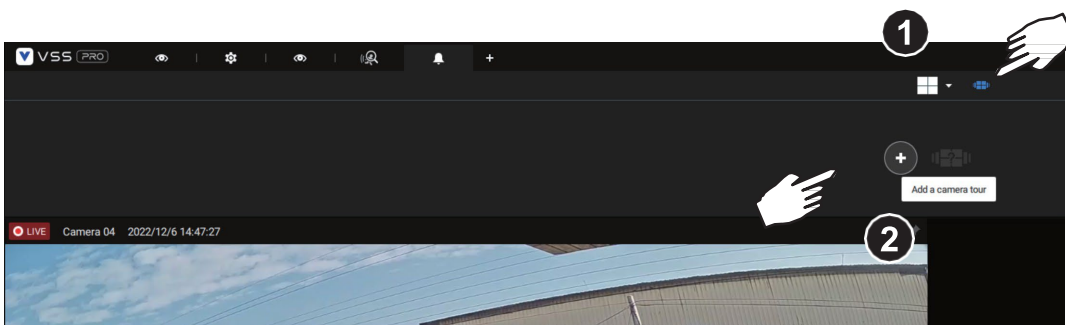 1
VSS PRO
+
+
Add a camera tour
LIVE Camera 04 2022/12/6 14:47:27
2